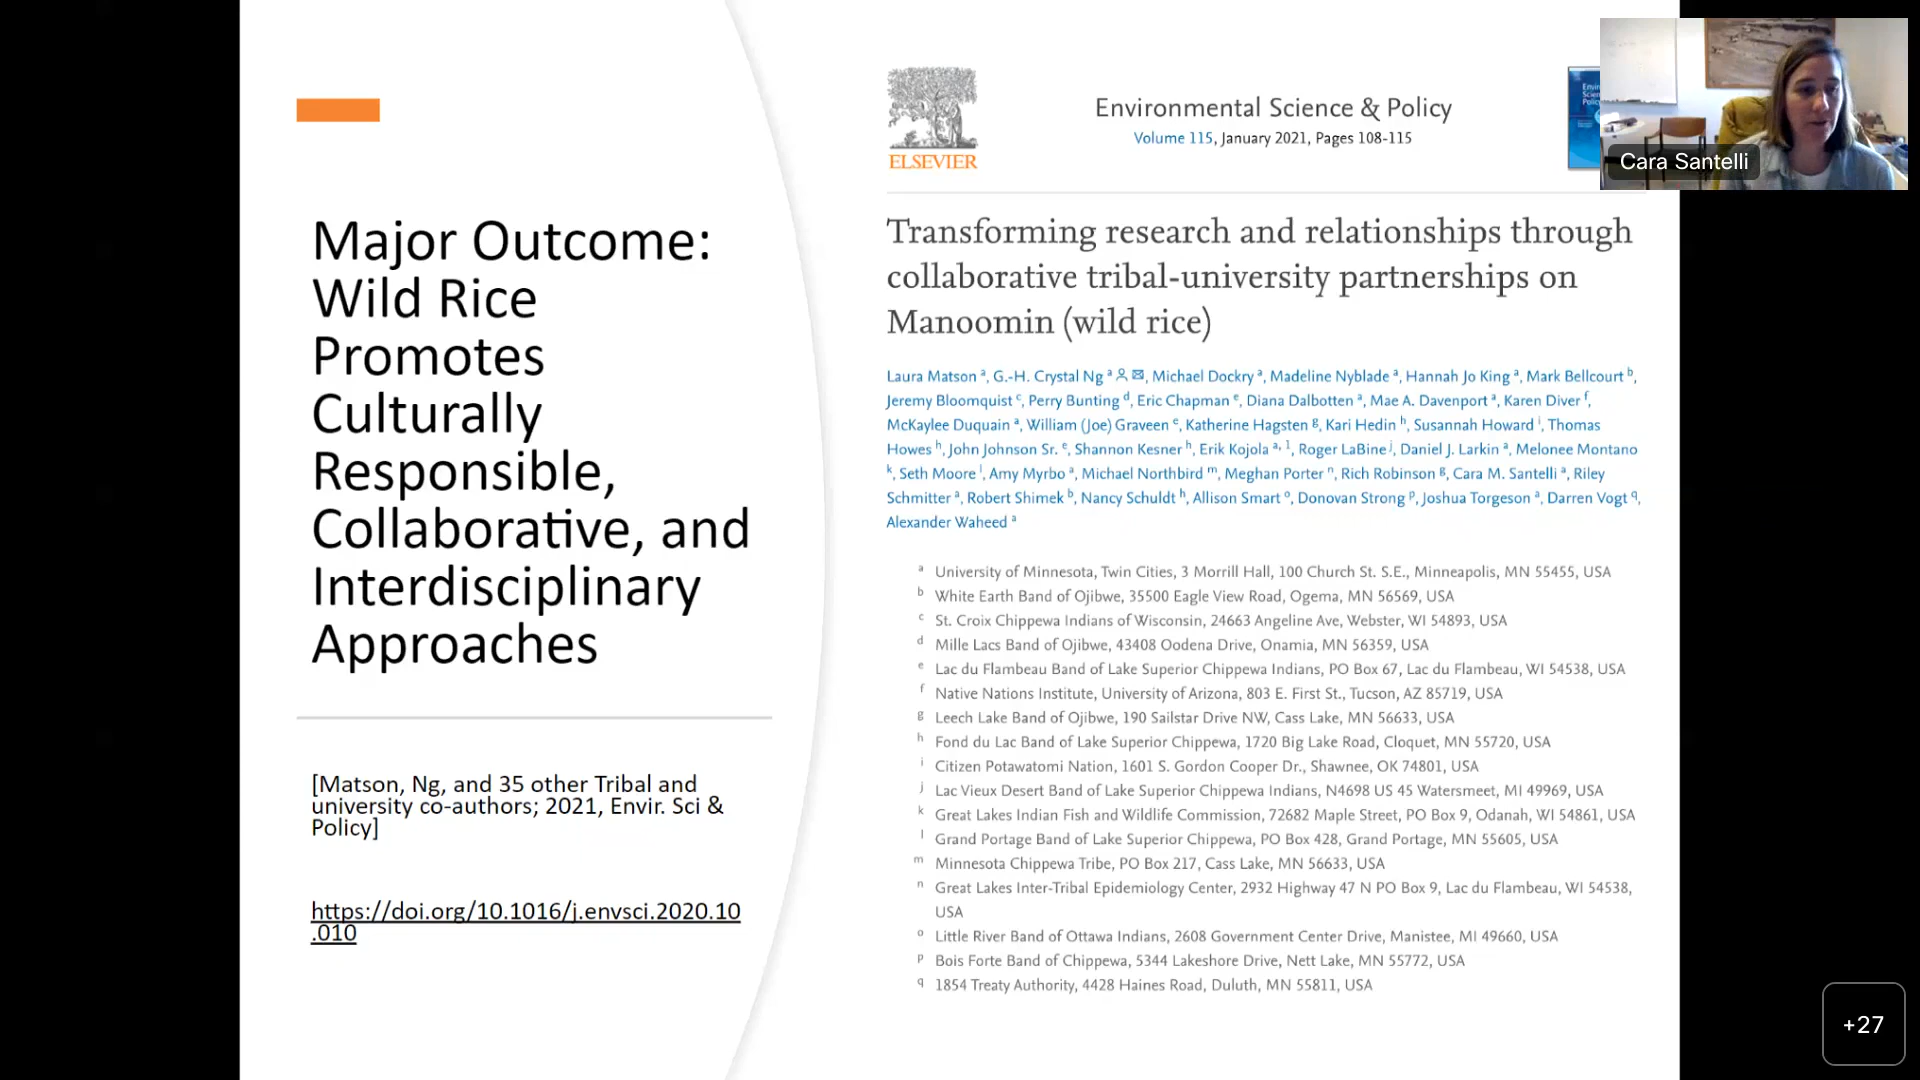 Major Outcome:
Wild Rice
Promotes
Culturally
Responsible,
Collaborative, and
Interdisciplinary
Approaches
[Matson, Ng, and 35 other Tribal and
university co-authors; 2021, Envir. Sci &
Policy]
https://doi.org/10.1016/j.envsci.2020.10
.010
ELSEVIER
Environmental Science & Policy
Volume 115, January 2021, Pages 108-115
Cara Santelli
Transforming research and relationships through
collaborative tribal-university partnerships on
Manoomin (wild rice)
Laura Matson a, G.-H. Crystal Ng a, Michael Dockry a, Madeline Nyblade a, Hannah Jo King a, Mark Bellcourt b,
Jeremy Bloomquist c, Perry Bunting d, Eric Chapman e, Diana Dalbotten a, Mae A. Davenport a, Karen Diver f,
McKaylee Duquain a, William (Joe) Graveen e, Katherine Hagsten g, Kari Hedin h, Susannah Howard i, Thomas
Howes h, John Johnson Sr. e, Shannon Kesner h, Erik Kojola a, 1, Roger LaBine j, Daniel J. Larkin a, Melonee Montano
k, Seth Moore l, Amy Myrbo a, Michael Northbird m, Meghan Porter n, Rich Robinson g, Cara M. Santelli a, Riley
Schmitter a, Robert Shimek b, Nancy Schuldt h, Allison Smart o, Donovan Strong p, Joshua Torgeson a, Darren Vogt q,
Alexander Waheed a
a University of Minnesota, Twin Cities, 3 Morrill Hall, 100 Church St. S.E., Minneapolis, MN 55455, USA
b White Earth Band of Ojibwe, 35500 Eagle View Road, Ogema, MN 56569, USA
c St. Croix Chippewa Indians of Wisconsin, 24663 Angeline Ave, Webster, WI 54893, USA
d Mille Lacs Band of Ojibwe, 43408 Oodena Drive, Onamia, MN 56359, USA
e Lac du Flambeau Band of Lake Superior Chippewa Indians, PO Box 67, Lac du Flambeau, WI 54538, USA
f Native Nations Institute, University of Arizona, 803 E. First St., Tucson, AZ 85719, USA
g Leech Lake Band of Ojibwe, 190 Sailstar Drive NW, Cass Lake, MN 56633, USA
h Fond du Lac Band of Lake Superior Chippewa, 1720 Big Lake Road, Cloquet, MN 55720, USA
i Citizen Potawatomi Nation, 1601 S. Gordon Cooper Dr., Shawnee, OK 74801, USA
j Lac Vieux Desert Band of Lake Superior Chippewa Indians, N4698 US 45 Watersmeet, MI 49969, USA
k Great Lakes Indian Fish and Wildlife Commission, 72682 Maple Street, PO Box 9, Odanah, WI 54861, USA
l Grand Portage Band of Lake Superior Chippewa, PO Box 428, Grand Portage, MN 55605, USA
m Minnesota Chippewa Tribe, PO Box 217, Cass Lake, MN 56633, USA
n Great Lakes Inter-Tribal Epidemiology Center, 2932 Highway 47 N PO Box 9, Lac du Flambeau, WI 54538,
USA
o Little River Band of Ottawa Indians, 2608 Government Center Drive, Manistee, MI 49660, USA
p Bois Forte Band of Chippewa, 5344 Lakeshore Drive, Nett Lake, MN 55772, USA
q 1854 Treaty Authority, 4428 Haines Road, Duluth, MN 55811, USA
+27